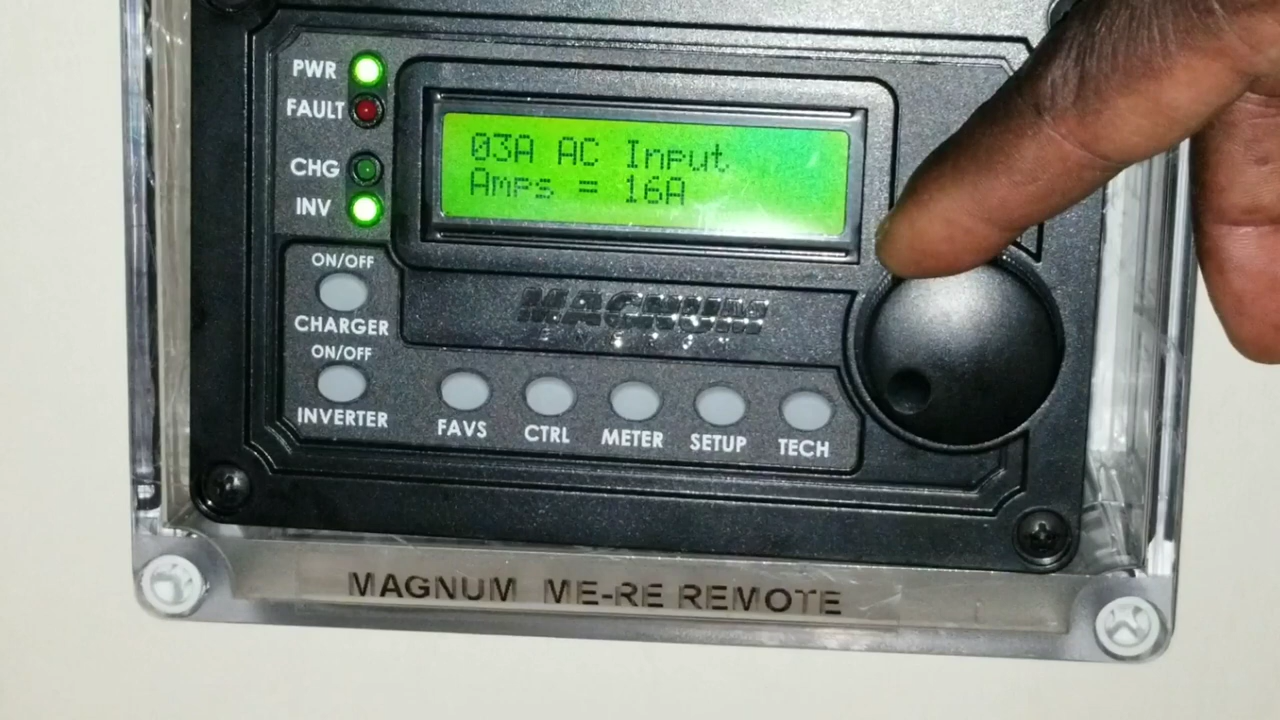 PWR
FAULT
CHG
INV
03A AC Input
Amps = 16A
ON/OFF
CHARGER
ON/OFF
INVERTER
MAGNUM
FAVS
CTRL
METER
SETUP
TECH
MAGNUM ME-RE REMOTE